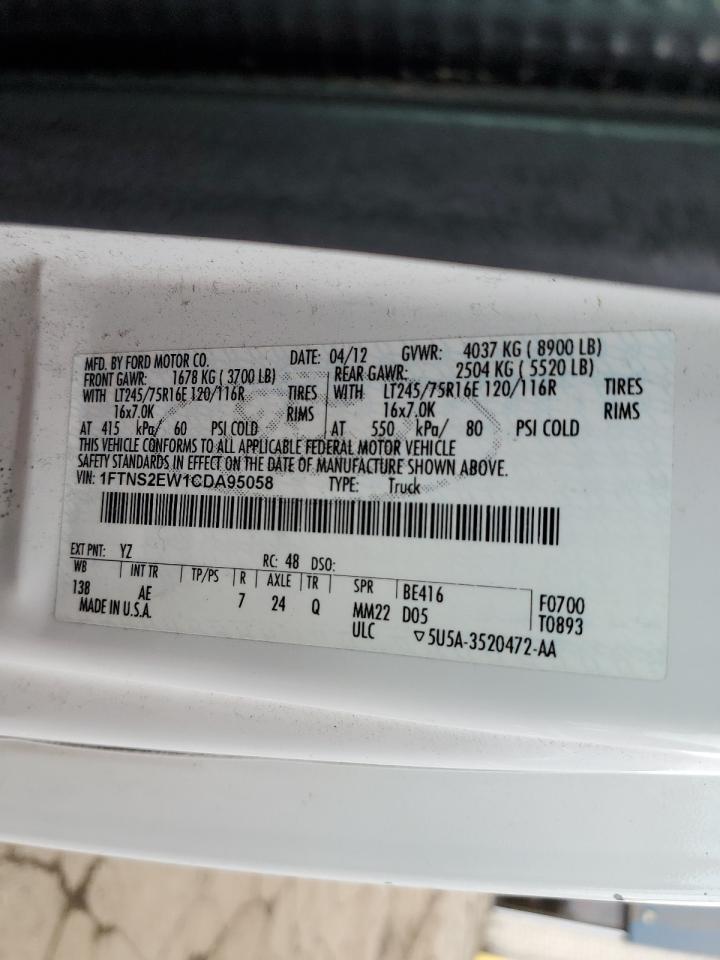 MFD. BY FORD MOTOR CO. DATE: 04/12 GVWR: 4037 KG ( 8900 LB)
FRONT GAWR: 1678 KG ( 3700 LB) REAR GAWR: 2504 KG ( 5520 LB)
WITH LT245/75R16E 120/116R TIRES WITH LT245/75R16E 120/116R TIRES
16x7.0K RIMS 16x7.0K RIMS
AT 415 kPa/ 60 PSI COLD AT 550 kPa/ 80 PSI COLD
THIS VEHICLE CONFORMS TO ALL APPLICABLE FEDERAL MOTOR VEHICLE
SAFETY STANDARDS IN EFFECT ON THE DATE OF MANUFACTURE SHOWN ABOVE.
VIN: 1FTNS2EW1CDA95058 TYPE: Truck
EXT PNT: YZ RC: 48 DSO:
WB INT TR TP/PS R AXLE TR SPR BE416 F0700
138 AE 7 24 Q MM22 D05 T0893
MADE IN U.S.A. ULC ▽5U5A-3520472-AA